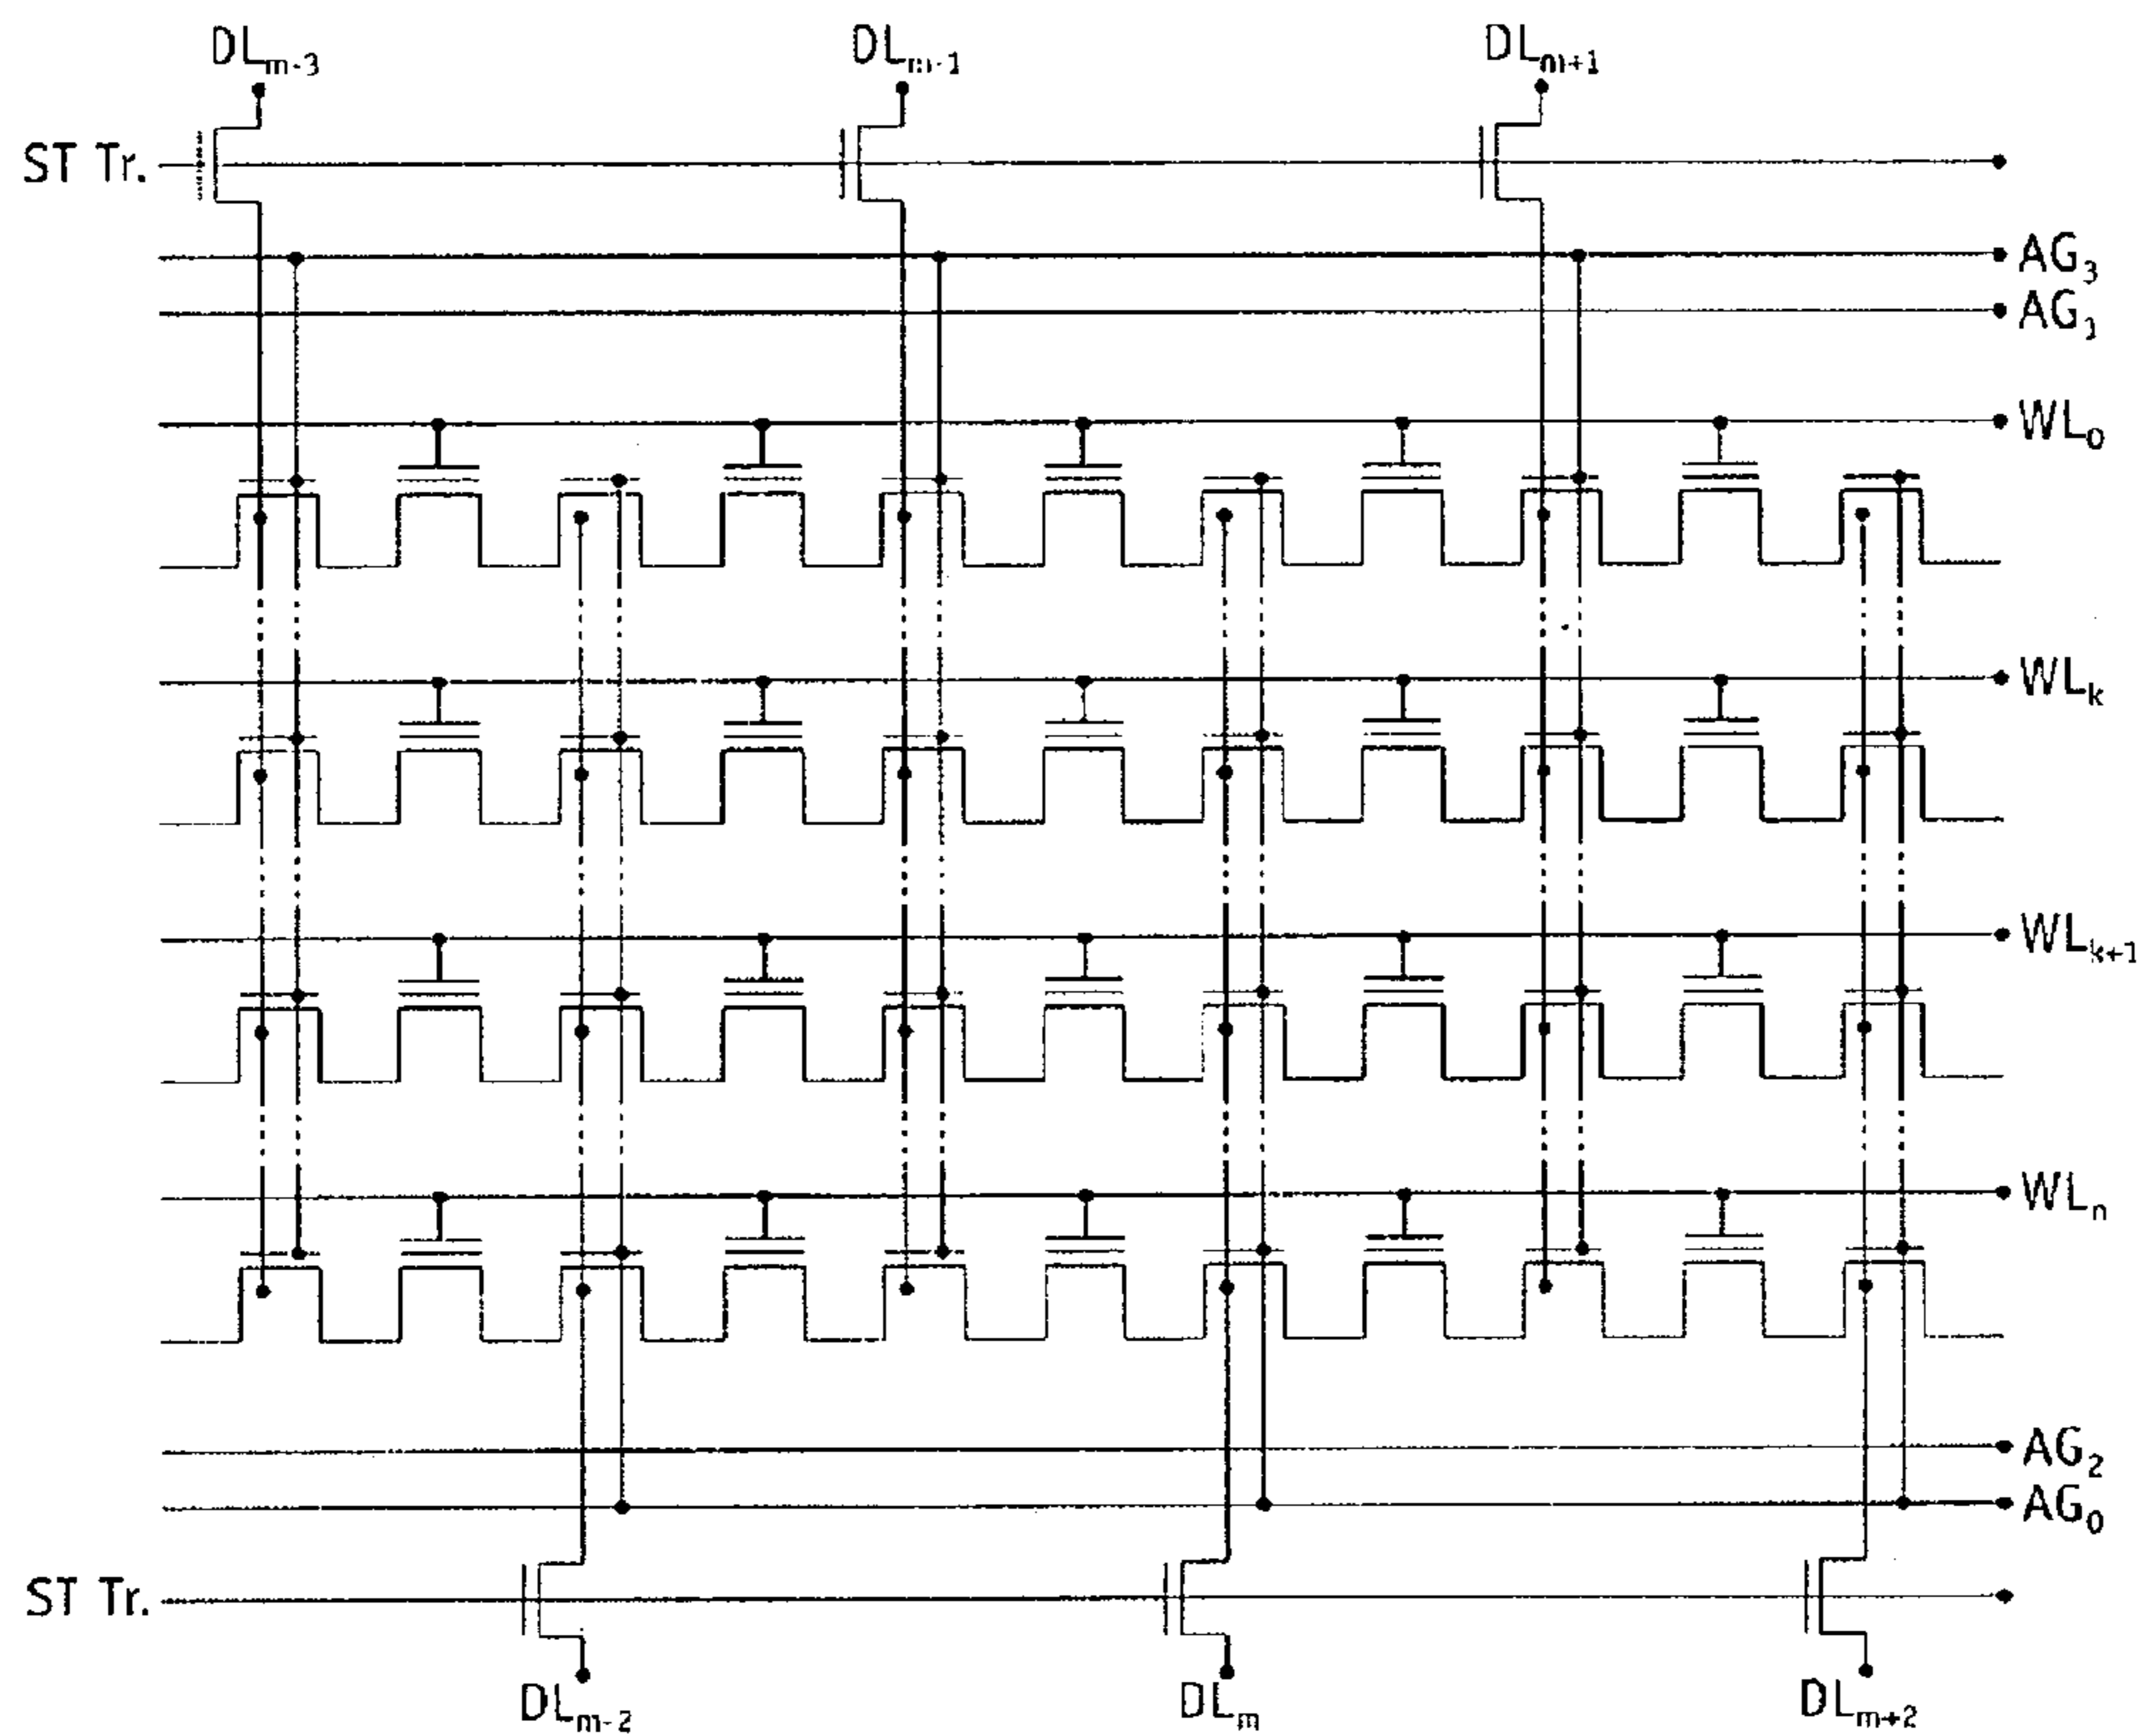 DLm-3 DLm-1 DLm+1
ST Tr.
AG3
AG1
WL0
WLk
WLk+1
WLn
AG2
AG0
ST Tr.
DLm-2 DLm DLm+2